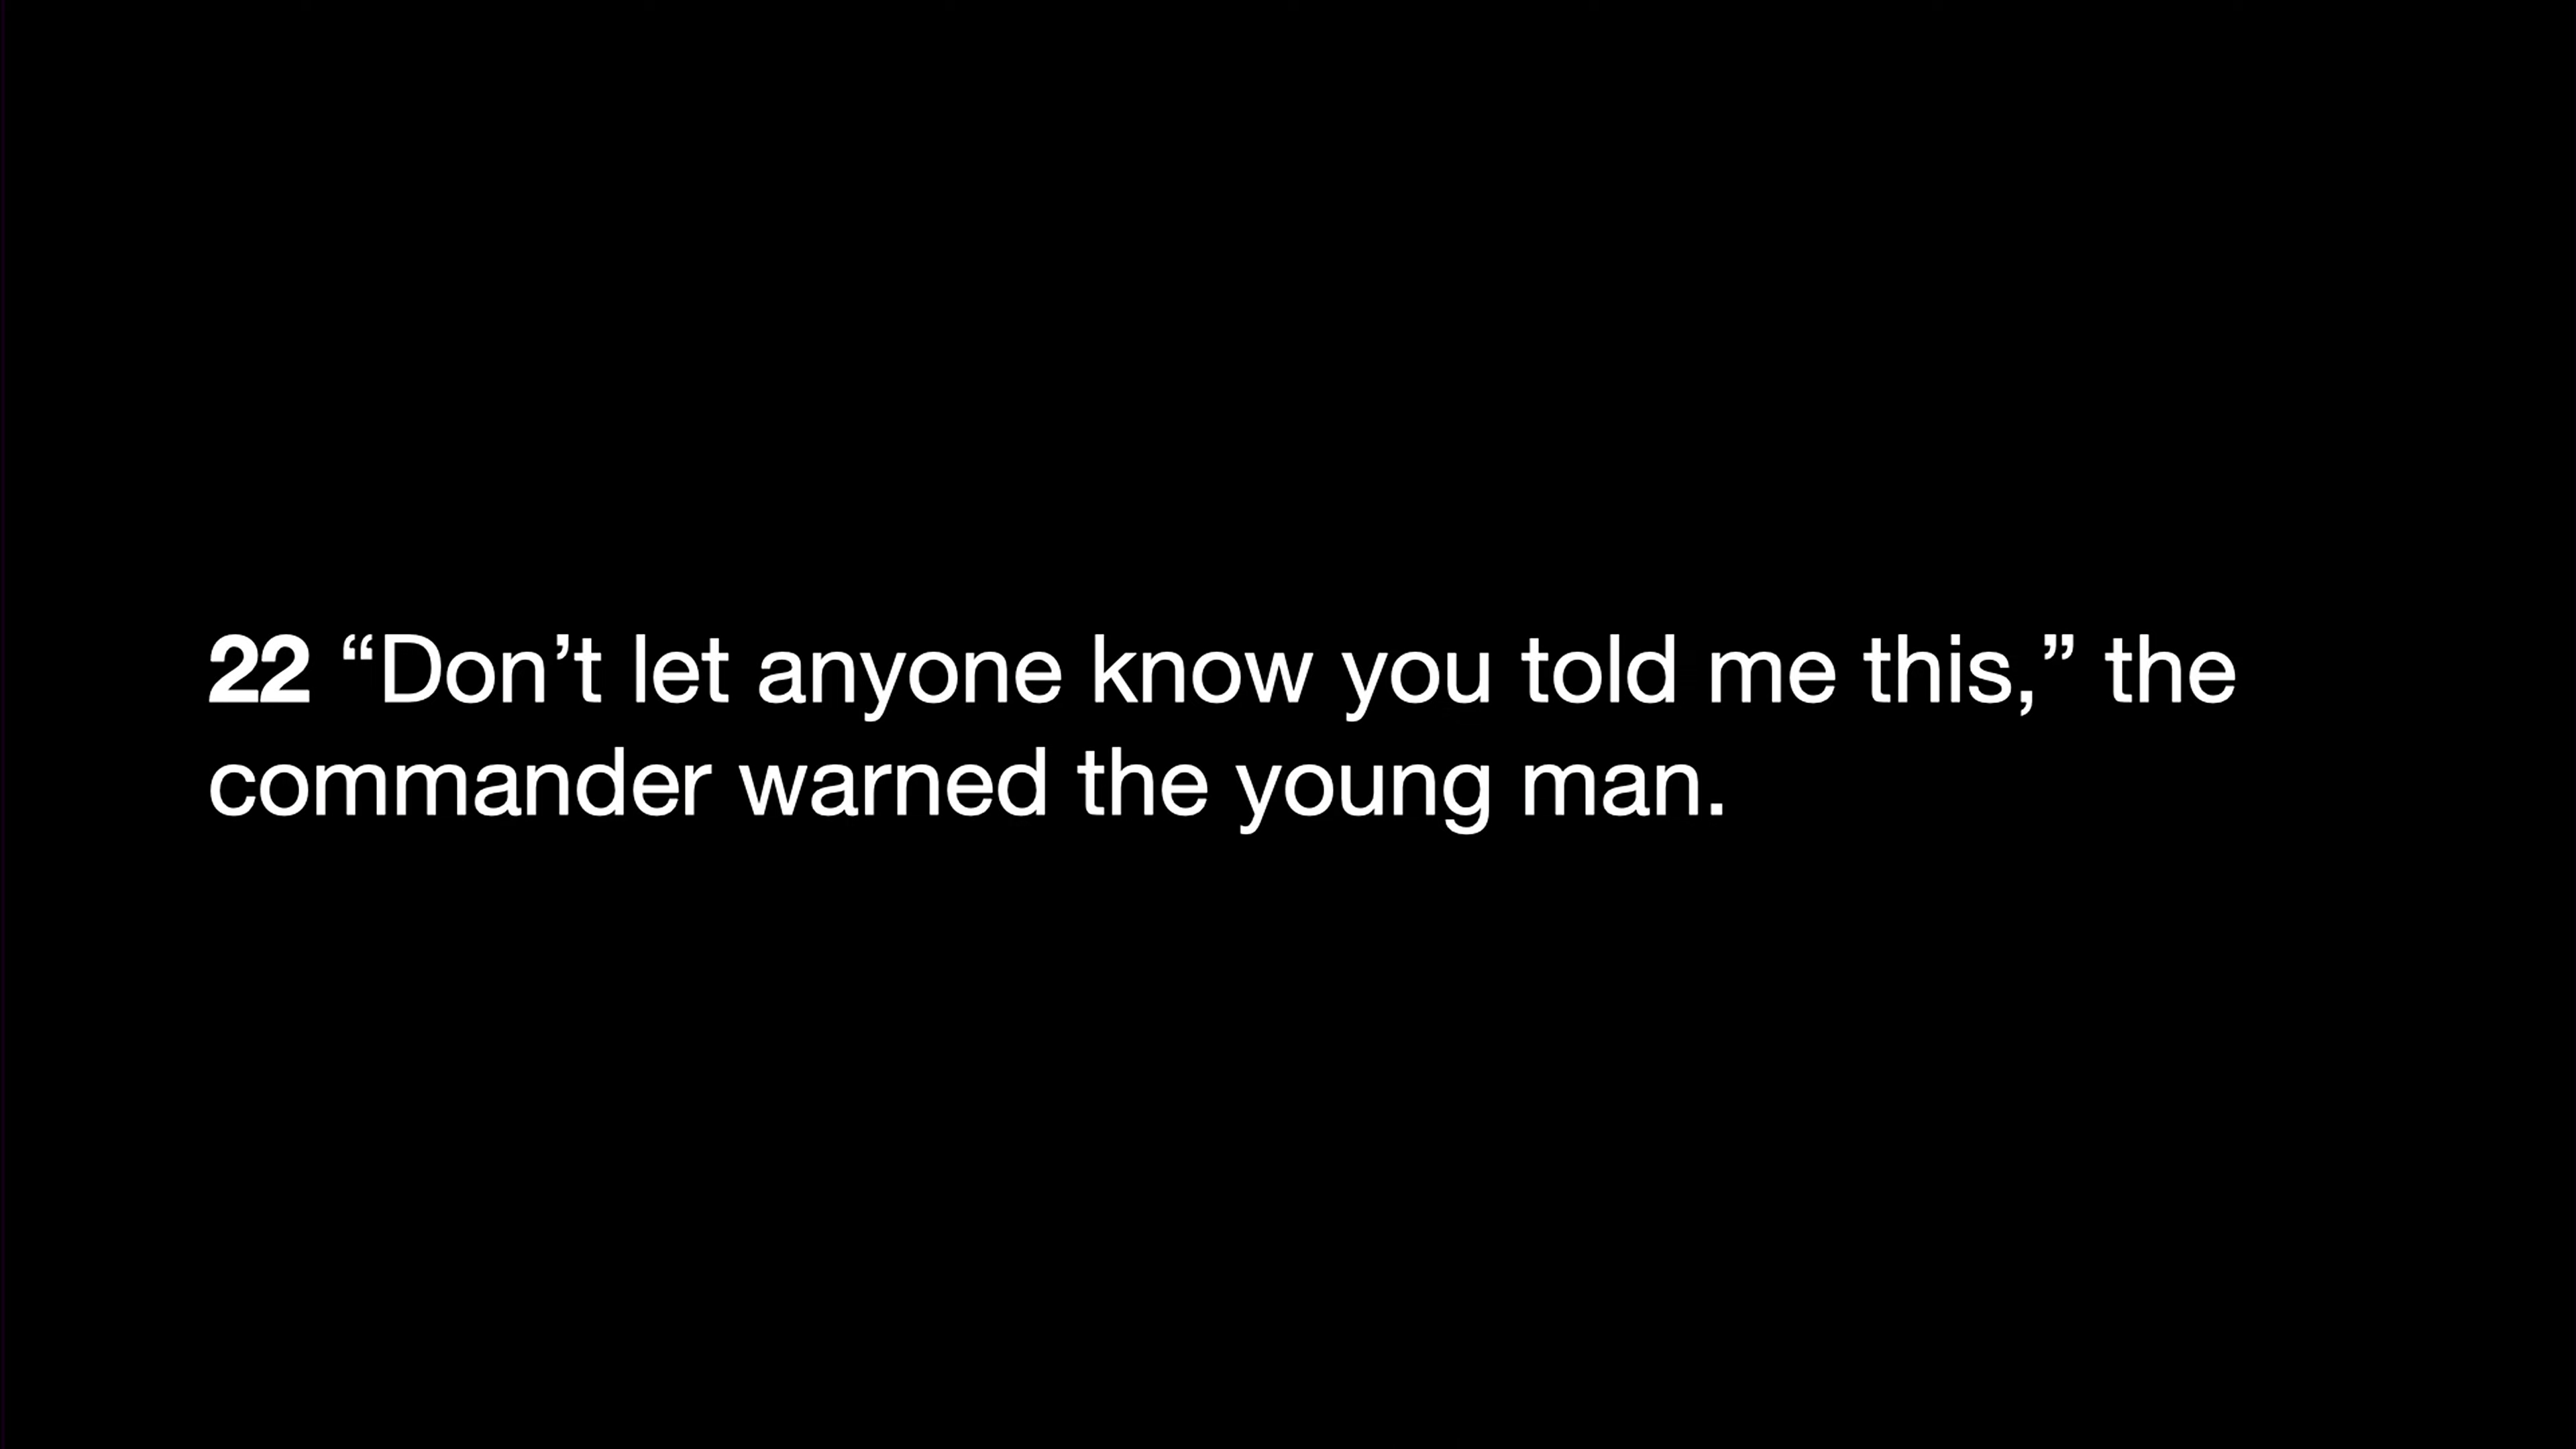 22 “Don’t let anyone know you told me this,” the
commander warned the young man.